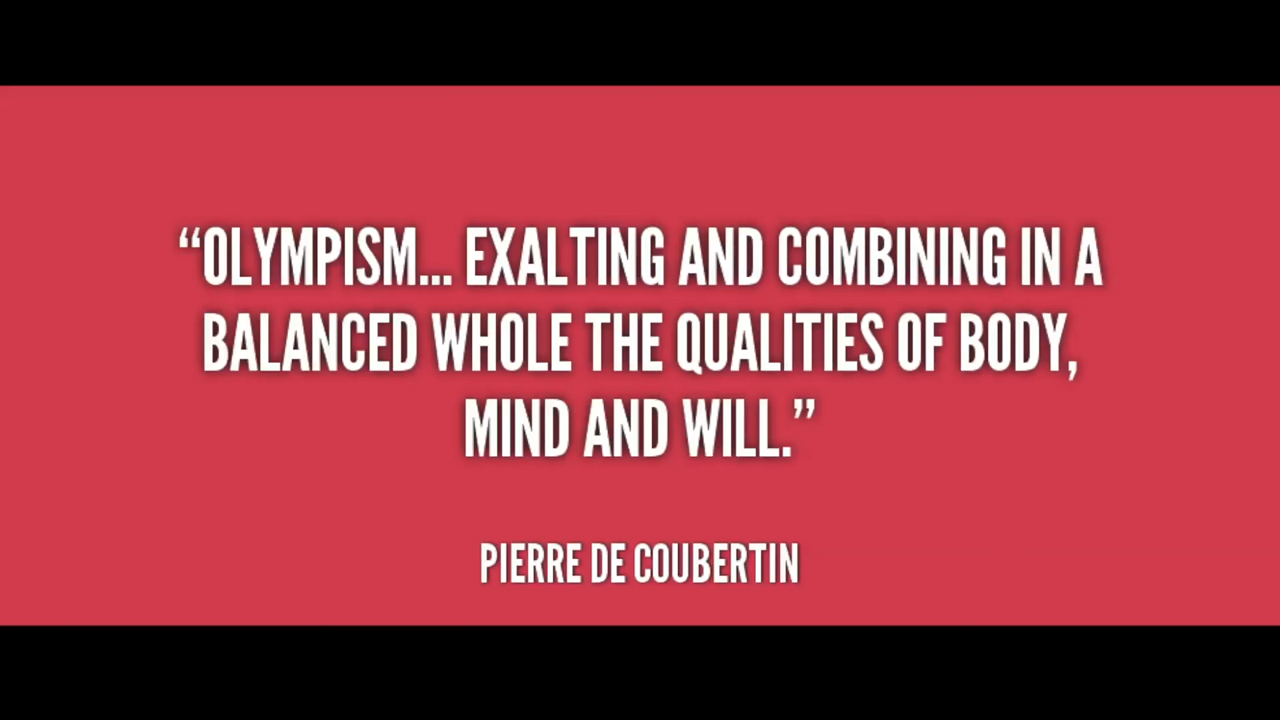 “OLYMPISM... EXALTING AND COMBINING IN A
BALANCED WHOLE THE QUALITIES OF BODY,
MIND AND WILL.”
PIERRE DE COUBERTIN